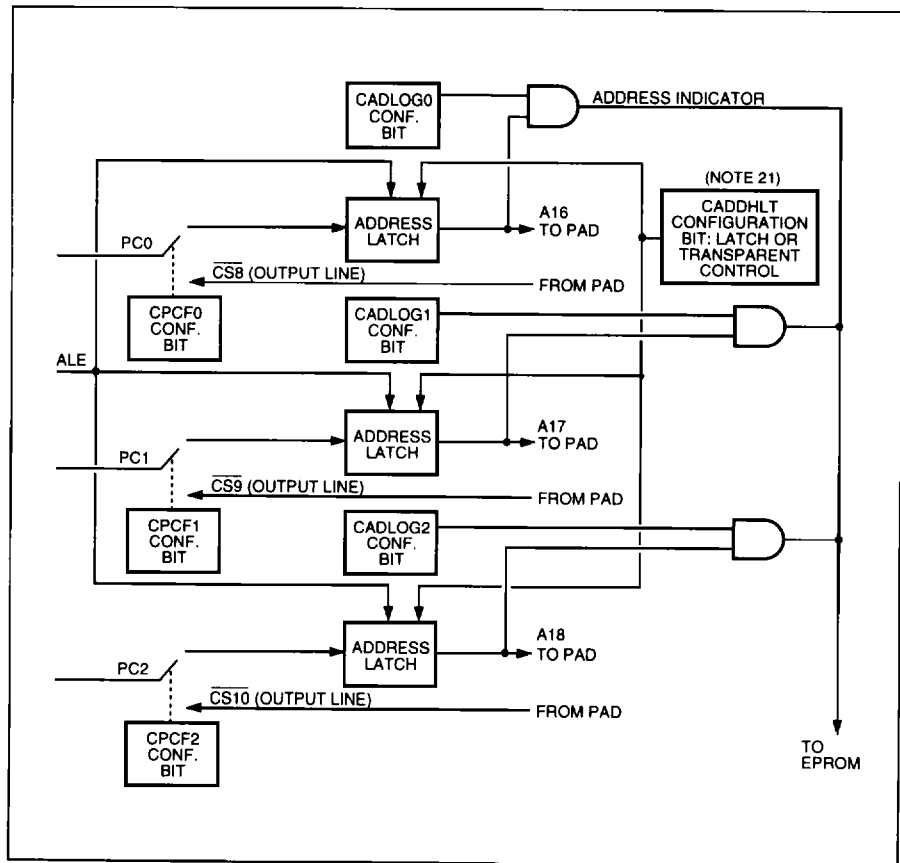 CADLOG0
CONF.
BIT
ADDRESS INDICATOR
(NOTE 21)
CADDHLT
CONFIGURATION
BIT: LATCH OR
TRANSPARENT
CONTROL
ADDRESS
LATCH
A16
TO PAD
PC0
CS8 (OUTPUT LINE)
FROM PAD
CPCF0
CONF.
BIT
CADLOG1
CONF.
BIT
ALE
ADDRESS
LATCH
A17
TO PAD
PC1
CS9 (OUTPUT LINE)
FROM PAD
CPCF1
CONF.
BIT
CADLOG2
CONF.
BIT
ADDRESS
LATCH
A18
TO PAD
PC2
CS10 (OUTPUT LINE)
FROM PAD
CPCF2
CONF.
BIT
TO
EPROM